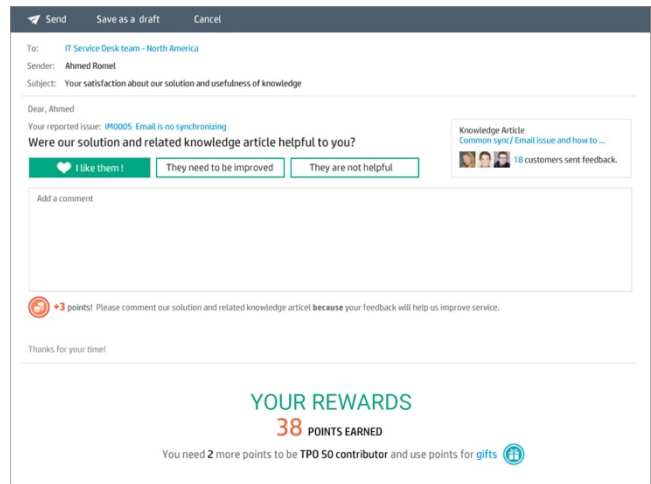 Send Save as a draft Cancel
To: IT Service Desk team - North America
Sender: Ahmed Romel
Subject: Your satisfaction about our solution and usefulness of knowledge
Dear, Ahmed
Your reported issue: IM0005 Email is no synchronizing
Were our solution and related knowledge article helpful to you?
I like them ! They need to be improved They are not helpful
Knowledge Article
Common sync/ Email issue and how to ...
18 customers sent feedback.
Add a comment
+3 points! Please comment our solution and related knowledge articel because your feedback will help us improve service.
Thanks for your time!
YOUR REWARDS
38 POINTS EARNED
You need 2 more points to be TPO 50 contributor and use points for gifts